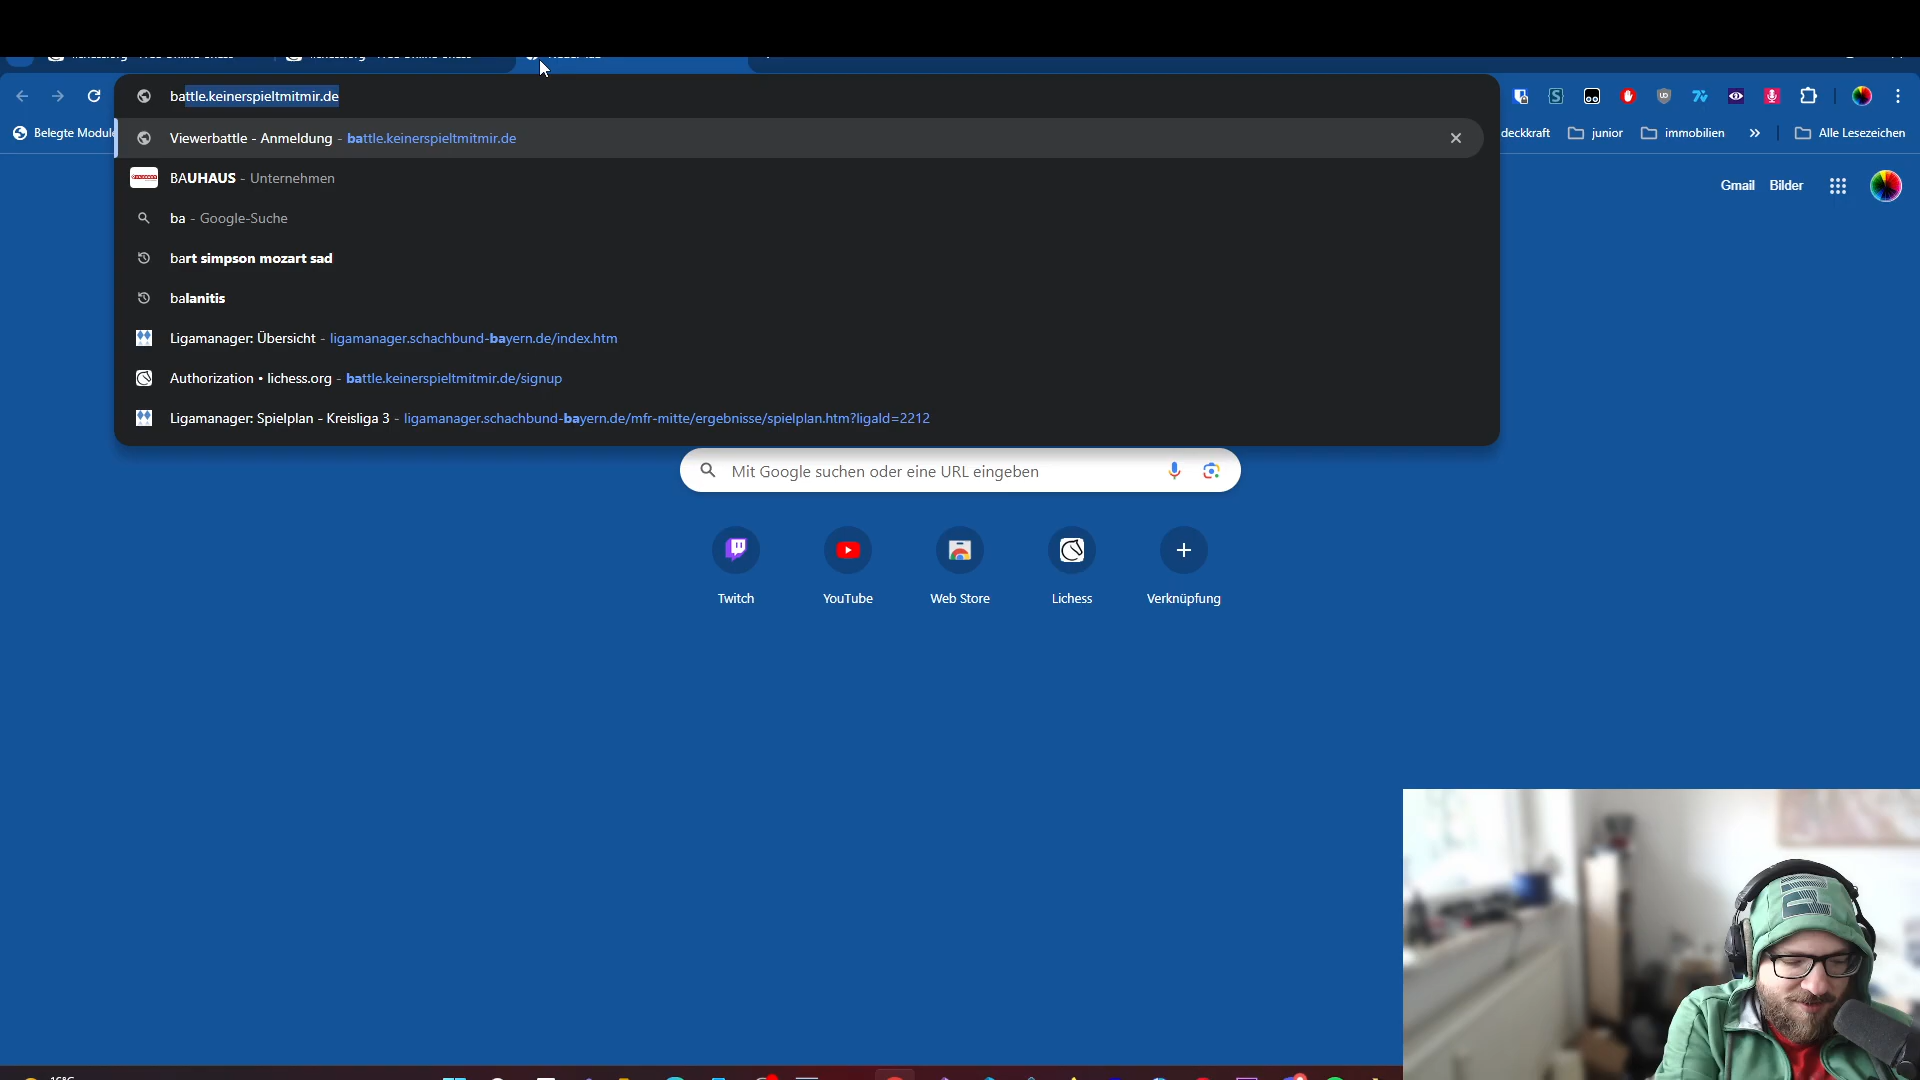 battle.keinerspieltmitmir.de
Belegte Module
deckkraft
junior
immobilien
»
Alle Lesezeichen
Viewerbattle - Anmeldung - battle.keinerspieltmitmir.de
BAUHAUS - Unternehmen
ba - Google-Suche
bart simpson mozart sad
balanitis
Ligamanager: Übersicht - ligamanager.schachbund-bayern.de/index.htm
Authorization • lichess.org - battle.keinerspieltmitmir.de/signup
Ligamanager: Spielplan - Kreisliga 3 - ligamanager.schachbund-bayern.de/mfr-mitte/ergebnisse/spielplan.htm?ligaId=2212
Gmail
Bilder
Mit Google suchen oder eine URL eingeben
Twitch
YouTube
Web Store
Lichess
Verknüpfung